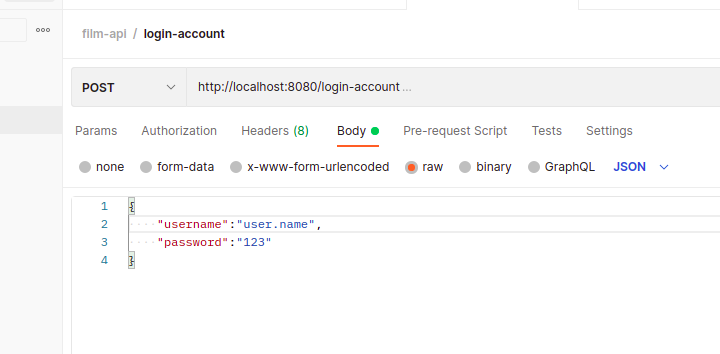 film-api / login-account
POST http://localhost:8080/login-account ...
Params Authorization Headers (8) Body Pre-request Script Tests Settings
none form-data x-www-form-urlencoded raw binary GraphQL JSON
1 {
2 "username":"user.name",
3 "password":"123"
4 }